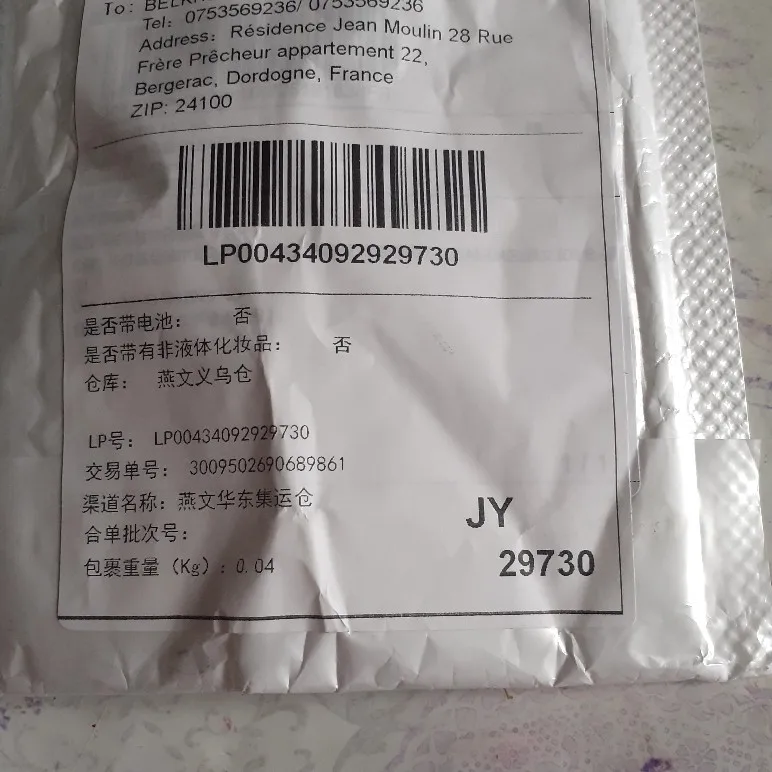 To: BELKH
Tel: 0753569236/ 0753569236
Address: Résidence Jean Moulin 28 Rue
Frère Prêcheur appartement 22,
Bergerac, Dordogne, France
ZIP: 24100
LP00434092929730
是否带电池： 否
是否带有非液体化妆品： 否
仓库： 燕文义乌仓
LP号： LP00434092929730
交易单号： 3009502690689861
渠道名称：燕文华东集运仓
合单批次号：
包裹重量（Kg）：0.04
JY
29730